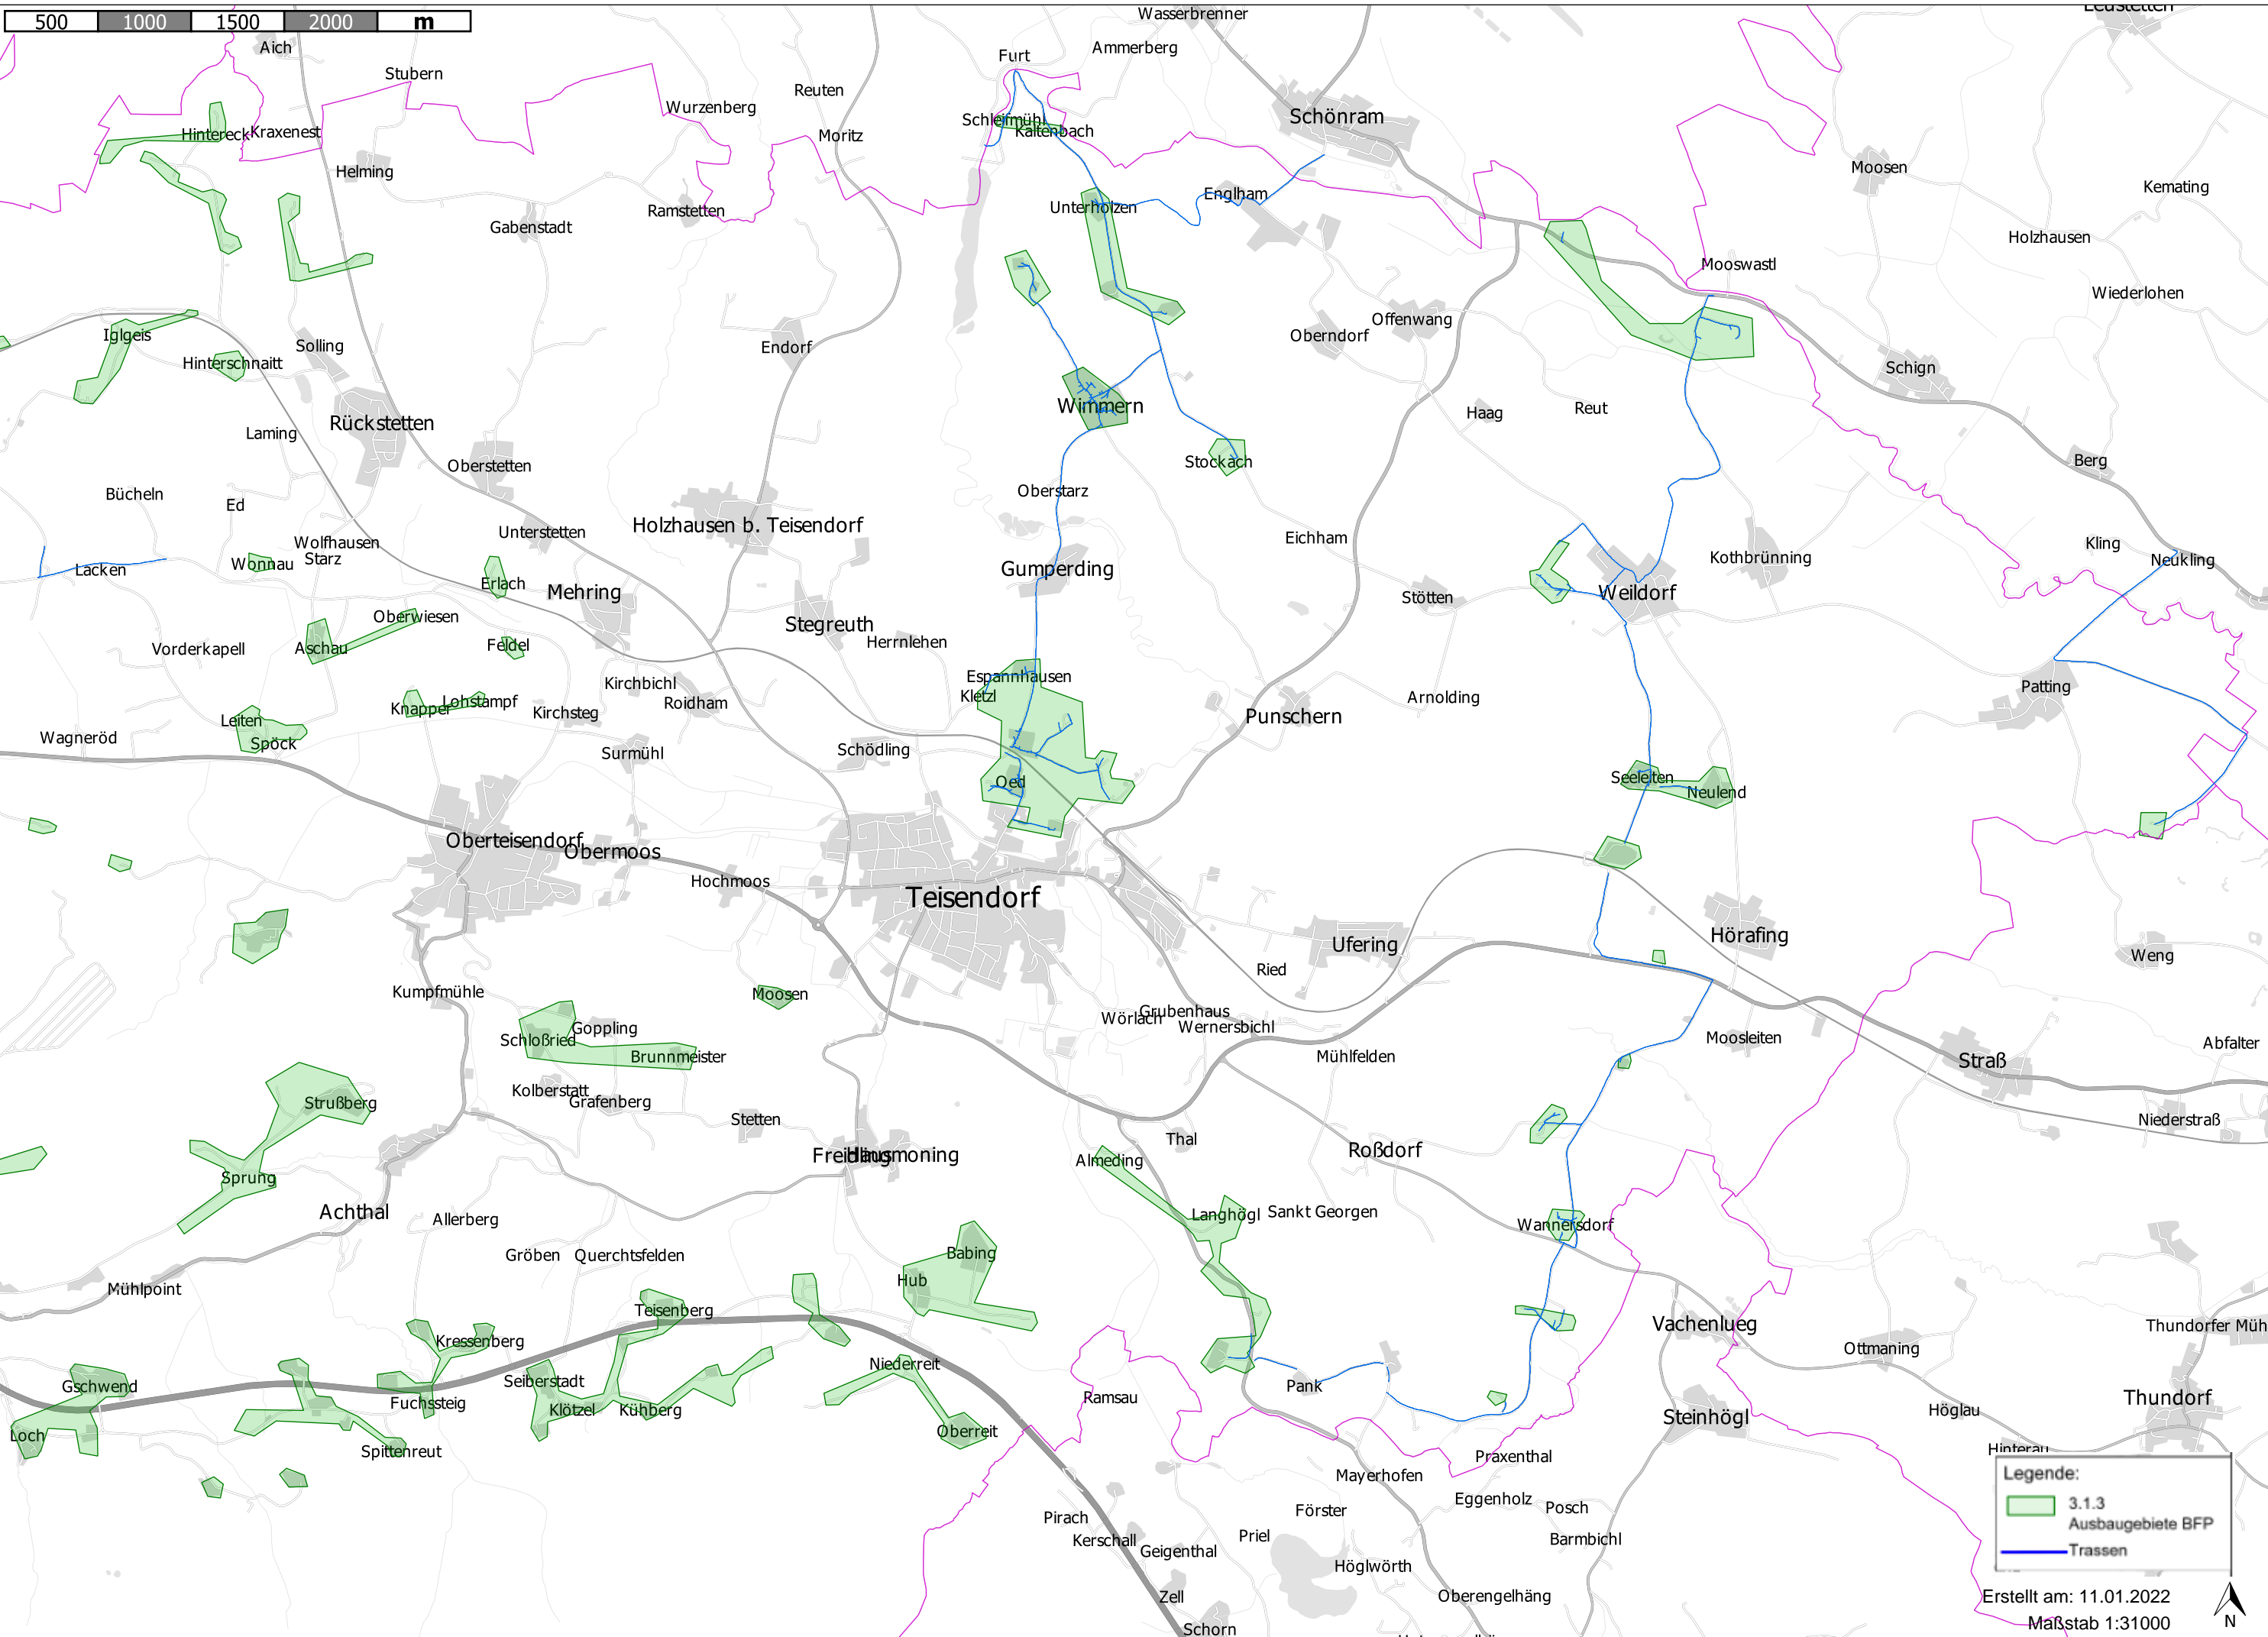 500 1000 1500 2000 m
Wasserbrenner
Leustetten
Aich
Furt
Ammerberg
Stubern
Reuten
Wurzenberg
Schönram
Schleifmühl
Kaltenbach
Hintereck
Kraxenest
Moritz
Helming
Moosen
Kemating
Englham
Ramstetten
Unterholzen
Gabenstadt
Holzhausen
Mooswastl
Wiederlohen
Offenwang
Iglgeis
Oberndorf
Solling
Endorf
Hinterschnaitt
Schign
Wimmern
Haag
Reut
Rückstetten
Laming
Stockach
Berg
Oberstetten
Oberstarz
Bücheln
Ed
Holzhausen b. Teisendorf
Unterstetten
Eichham
Wolfhausen
Kling
Starz
Kothbrünning
Neukling
Wonnau
Lacken
Gumperding
Erlach
Mehring
Weildorf
Stötten
Oberwiesen
Stegreuth
Herrnlehen
Feldel
Vorderkapell
Aschau
Espannhausen
Kirchbichl
Patting
Kletzl
Arnolding
Lohstampf
Roidham
Knapper
Kirchsteg
Punschern
Leiten
Wagneröd
Spöck
Schödling
Surmühl
Seeleiten
Oed
Neulend
Oberteisendorf
Obermoos
Hochmoos
Teisendorf
Hörafing
Ufering
Weng
Ried
Kumpfmühle
Moosen
Grubenhaus
Wörlach
Wernersbichl
Goppling
Schloßried
Moosleiten
Abfalter
Brunnmeister
Mühlfelden
Straß
Kolberstatt
Grafenberg
Strußberg
Stetten
Niederstraß
Thal
Roßdorf
Freidling
Hausmoning
Almeding
Sprung
Achthal
Allerberg
Langhögl
Sankt Georgen
Wannersdorf
Gröben
Querchtsfelden
Babing
Hub
Mühlpoint
Teisenberg
Vachenlueg
Thundorfer Müh
Kressenberg
Ottmaning
Niederreit
Gschwend
Seiberstadt
Pank
Ramsau
Thundorf
Fuchssteig
Klötzel
Kühberg
Höglau
Steinhögl
Loch
Oberreit
Spittenreut
Hinterau
Praxenthal
Mayerhofen
Legende:
3.1.3
Ausbaugebiete BFP
Trassen
Eggenholz
Posch
Förster
Pirach
Priel
Barmbichl
Kerschall
Geigenthal
Höglwörth
Zell
Oberengelhäng
Erstellt am: 11.01.2022
Maßstab 1:31000
N
Schorn